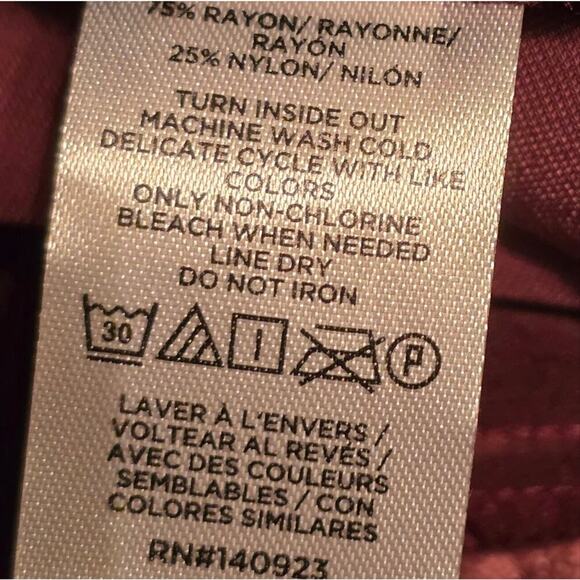 75% RAYON/ RAYONNE/
RAYÓN
25% NYLON/ NILÓN
TURN INSIDE OUT
MACHINE WASH COLD
DELICATE CYCLE WITH LIKE
COLORS
ONLY NON-CHLORINE
BLEACH WHEN NEEDED
LINE DRY
DO NOT IRON
30 P
LAVER À L'ENVERS /
VOLTEAR AL REVÉS /
AVEC DES COULEURS
SEMBLABLES / CON
COLORES SIMILARES
RN#140923